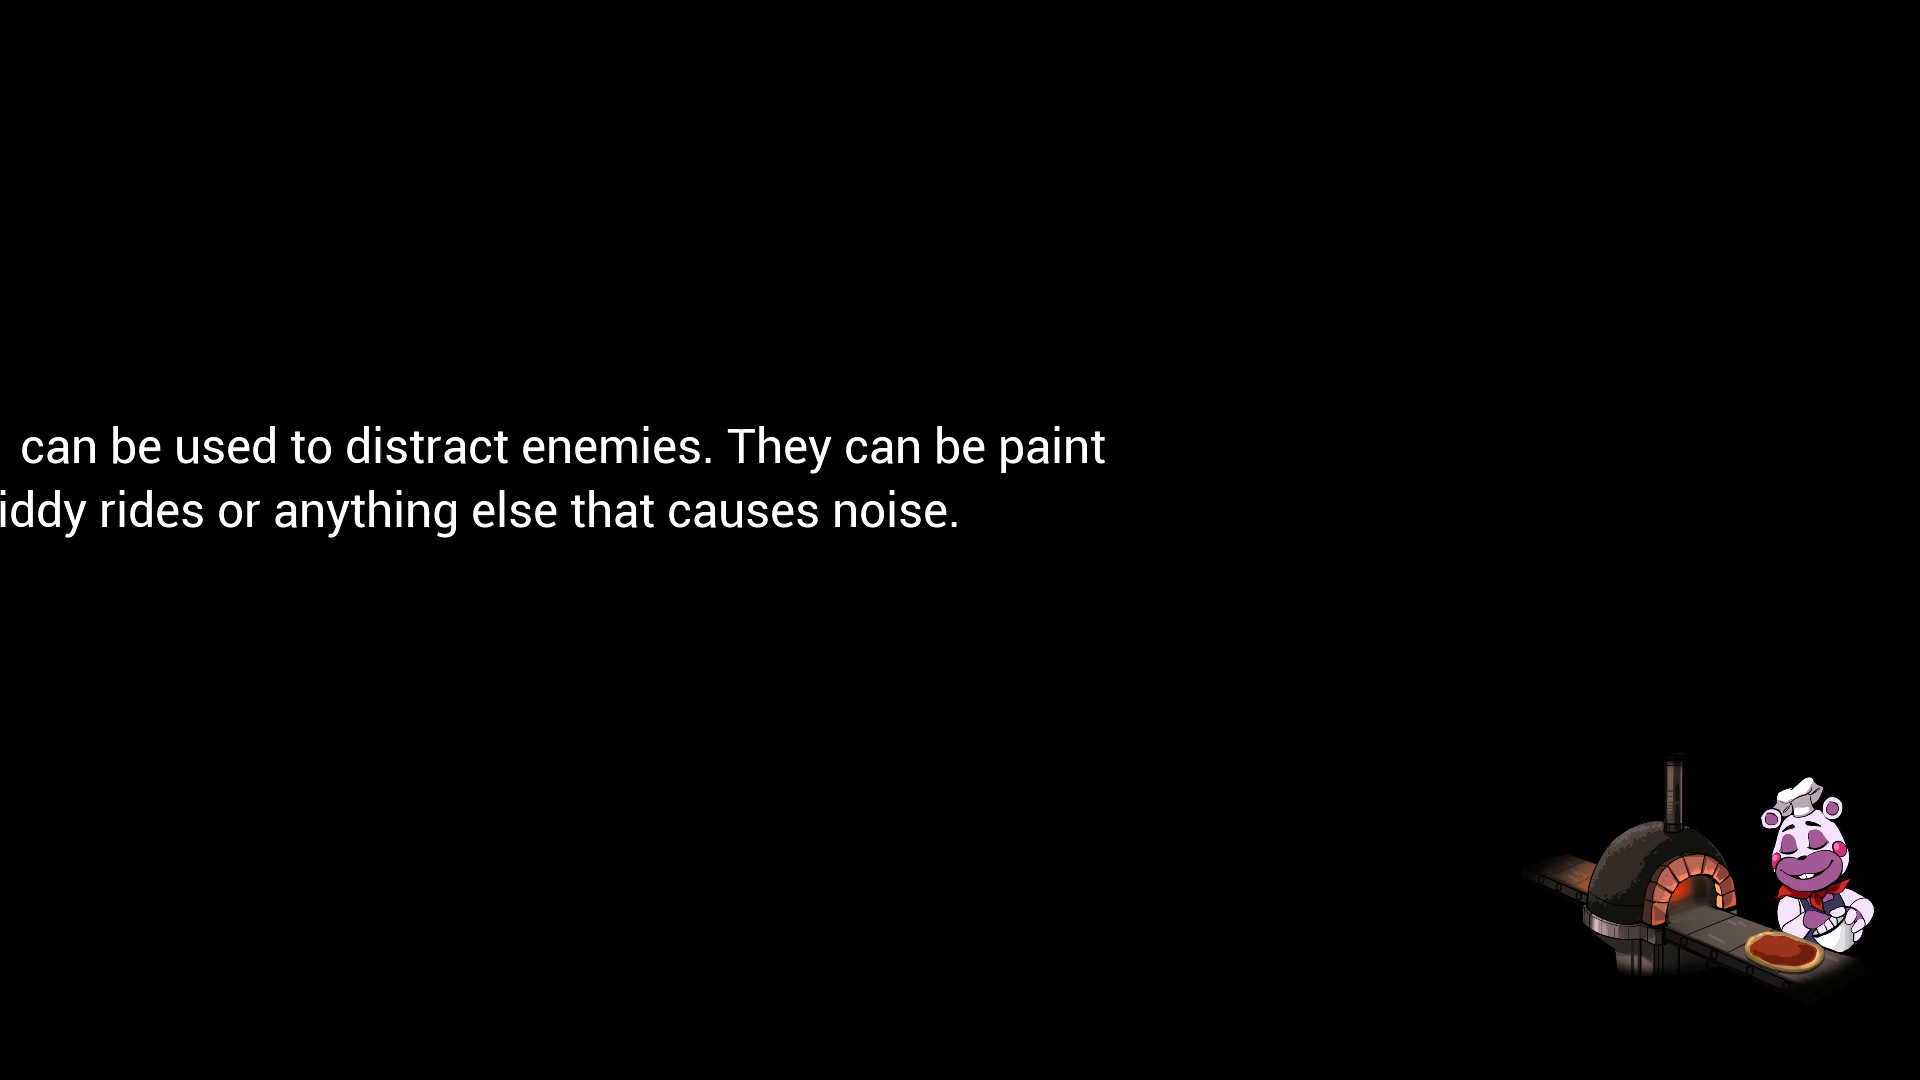 can be used to distract enemies. They can be paint
iddy rides or anything else that causes noise.